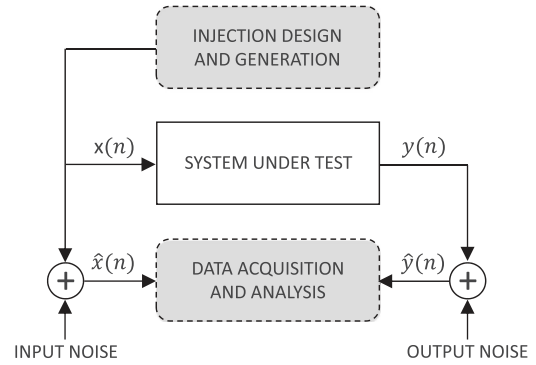 INJECTION DESIGN
AND GENERATION
x(n)
SYSTEM UNDER TEST
y(n)
x̂(n)
DATA ACQUISITION
AND ANALYSIS
ŷ(n)
+
+
INPUT NOISE
OUTPUT NOISE